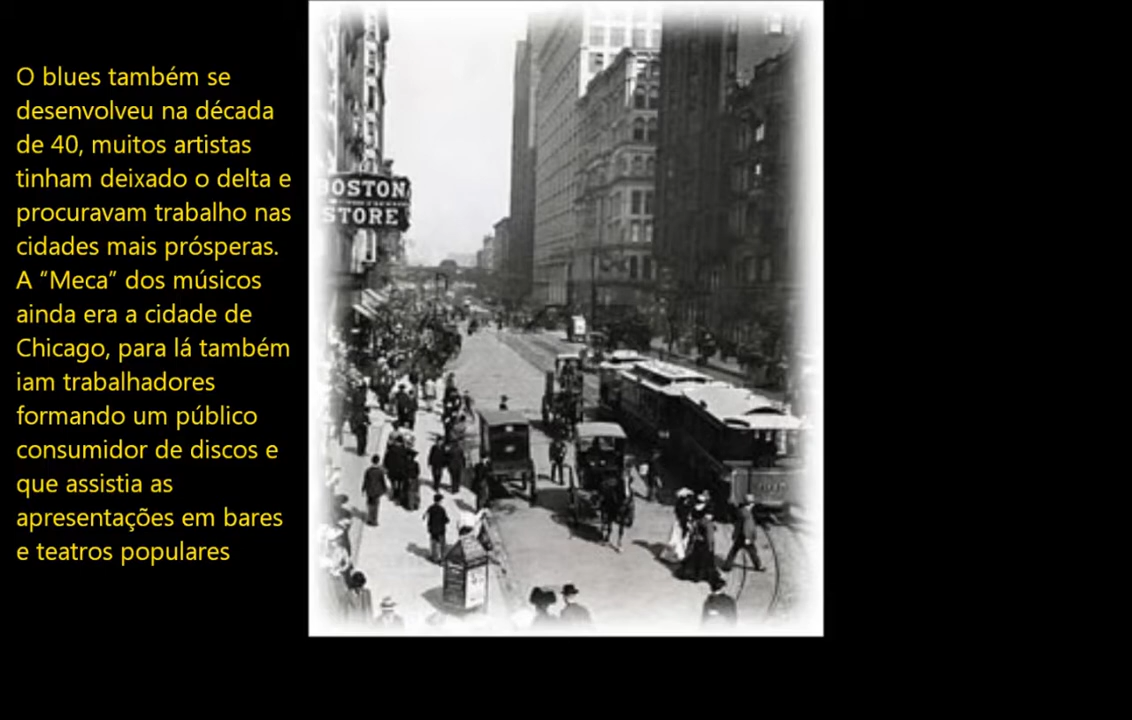 O blues também se
desenvolveu na década
de 40, muitos artistas
tinham deixado o delta e
procuravam trabalho nas
cidades mais prósperas.
A “Meca” dos músicos
ainda era a cidade de
Chicago, para lá também
iam trabalhadores
formando um público
consumidor de discos e
que assistia as
apresentações em bares
e teatros populares
BOSTON
STORE